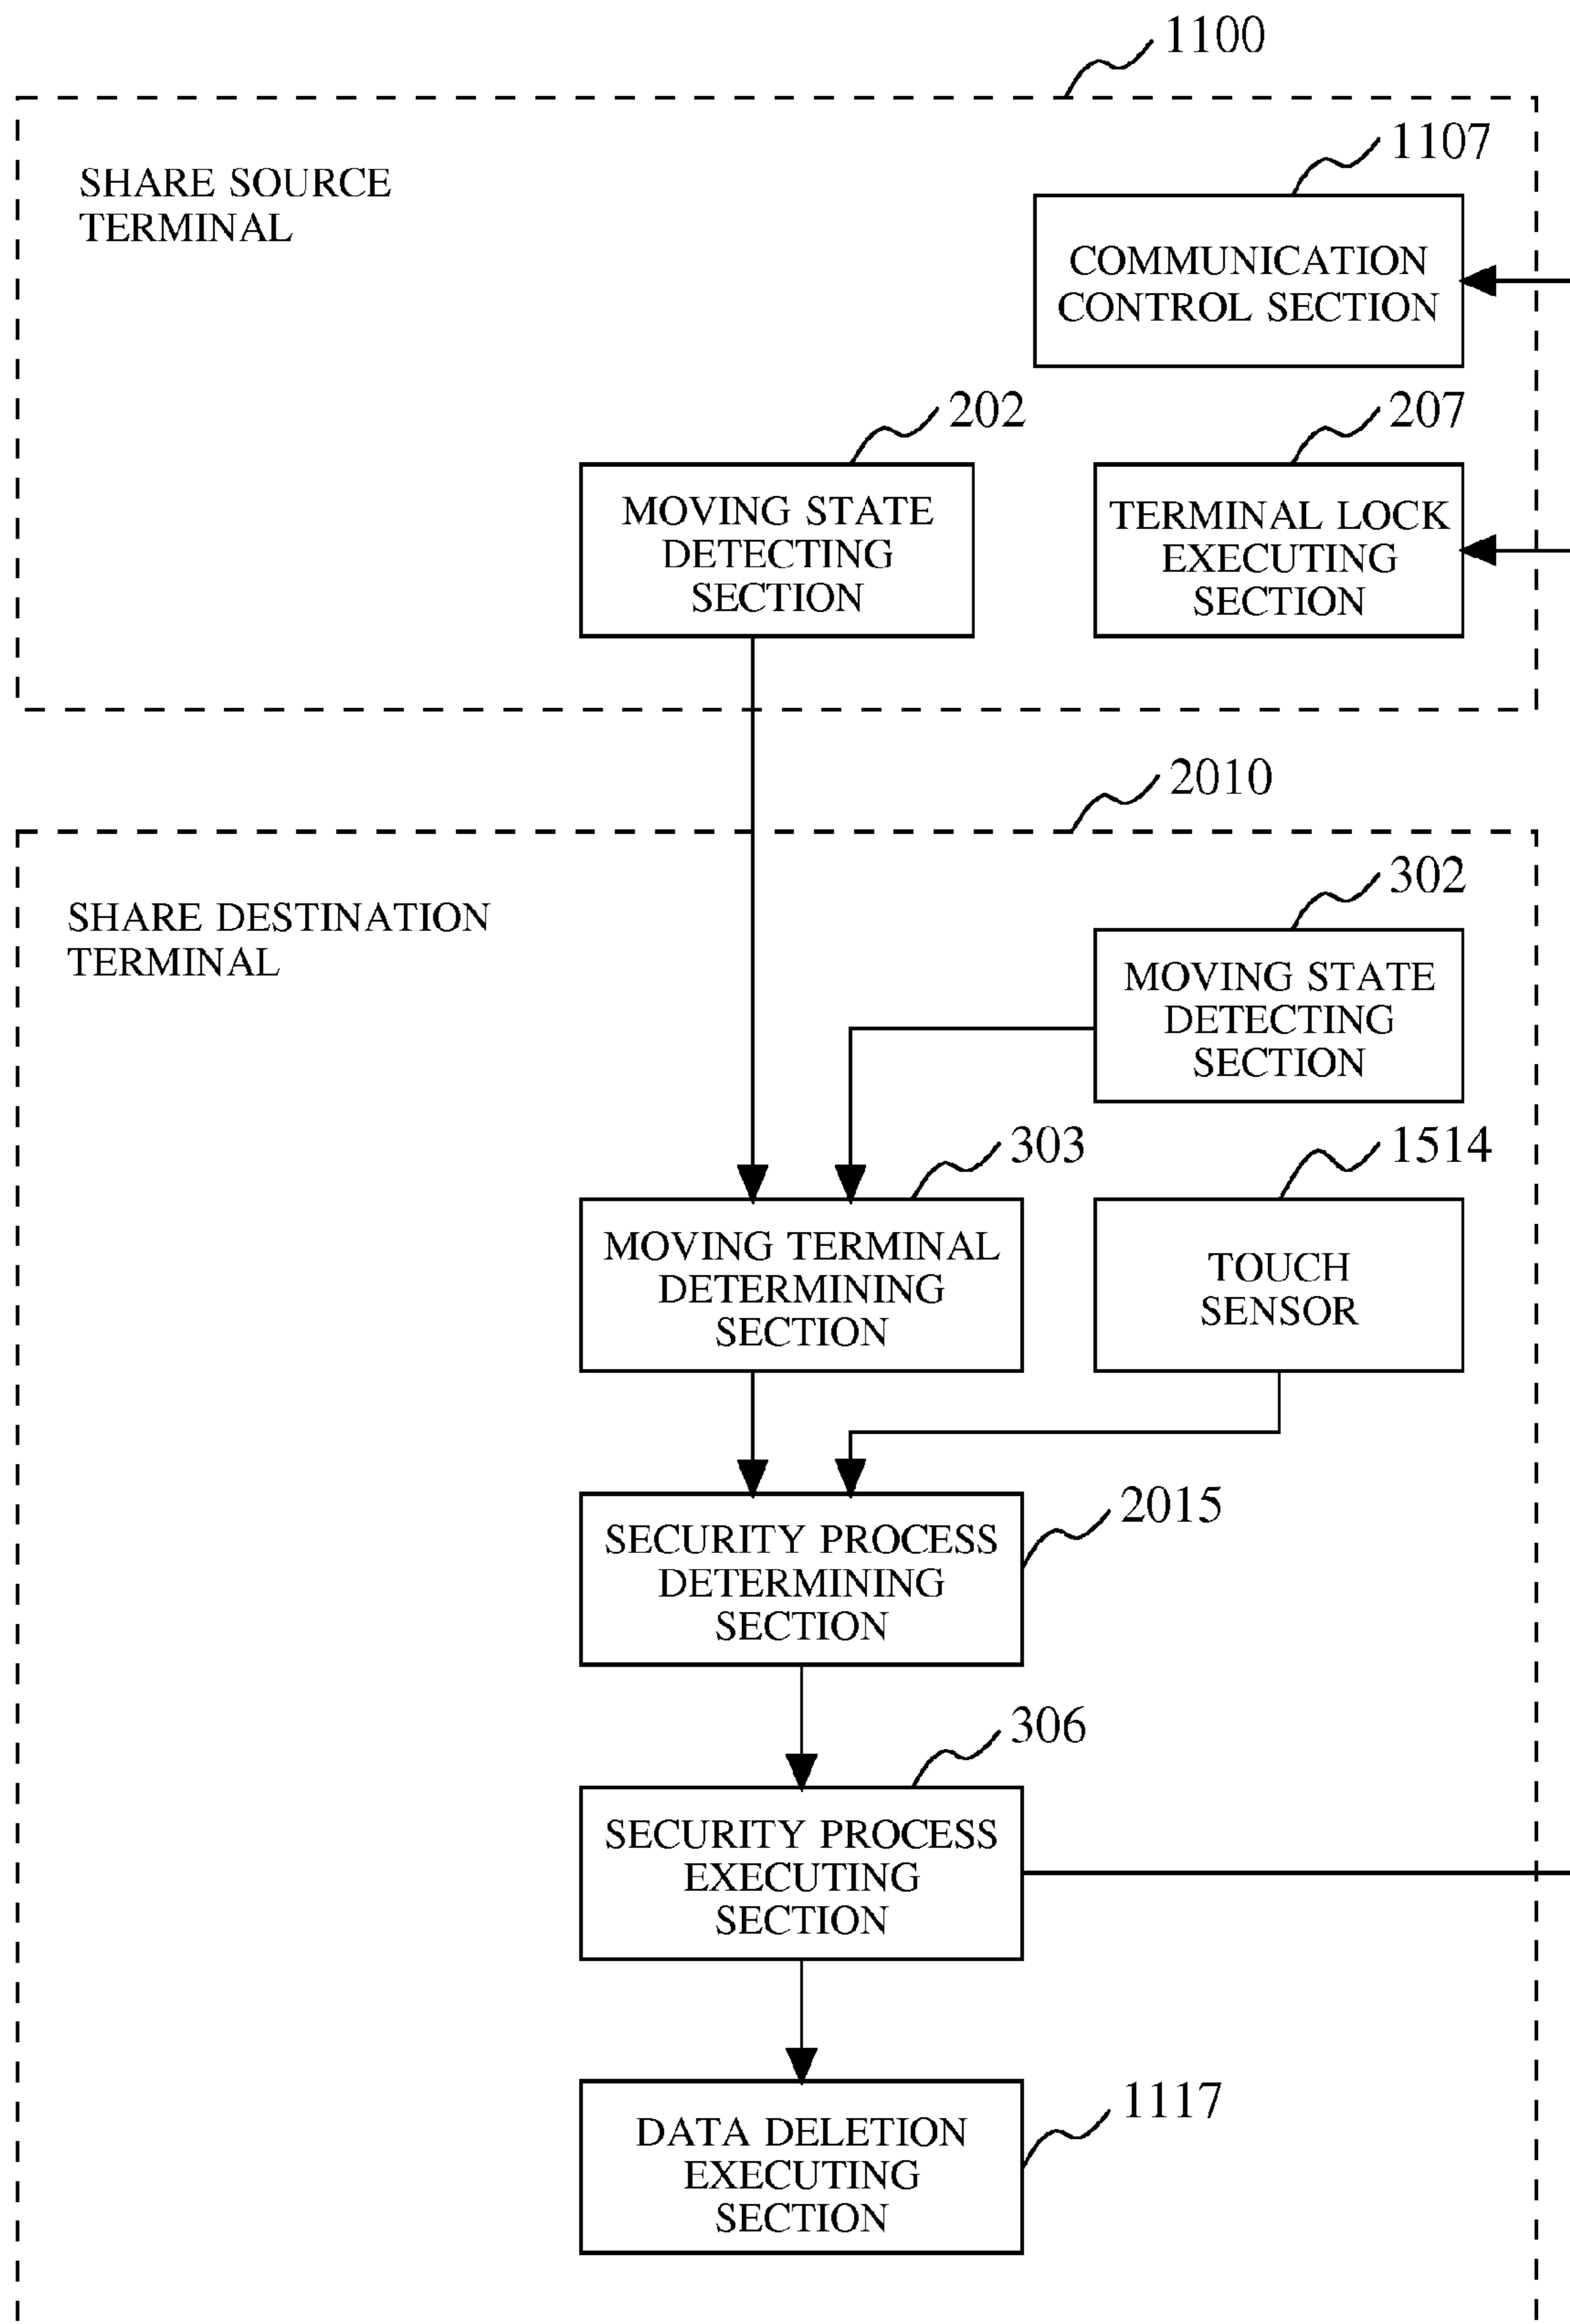 1100
SHARE SOURCE
TERMINAL
1107
COMMUNICATION
CONTROL SECTION
202
MOVING STATE
DETECTING
SECTION
207
TERMINAL LOCK
EXECUTING
SECTION
2010
SHARE DESTINATION
TERMINAL
302
MOVING STATE
DETECTING
SECTION
303
MOVING TERMINAL
DETERMINING
SECTION
1514
TOUCH
SENSOR
2015
SECURITY PROCESS
DETERMINING
SECTION
306
SECURITY PROCESS
EXECUTING
SECTION
1117
DATA DELETION
EXECUTING
SECTION